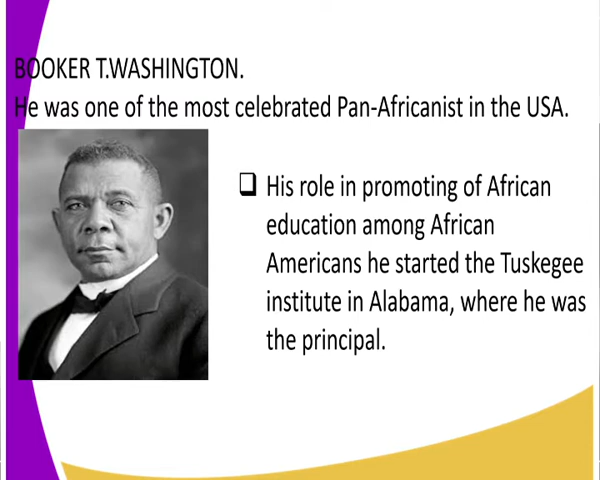 BOOKER T.WASHINGTON.
He was one of the most celebrated Pan-Africanist in the USA.
His role in promoting of African
education among African
Americans he started the Tuskegee
institute in Alabama, where he was
the principal.